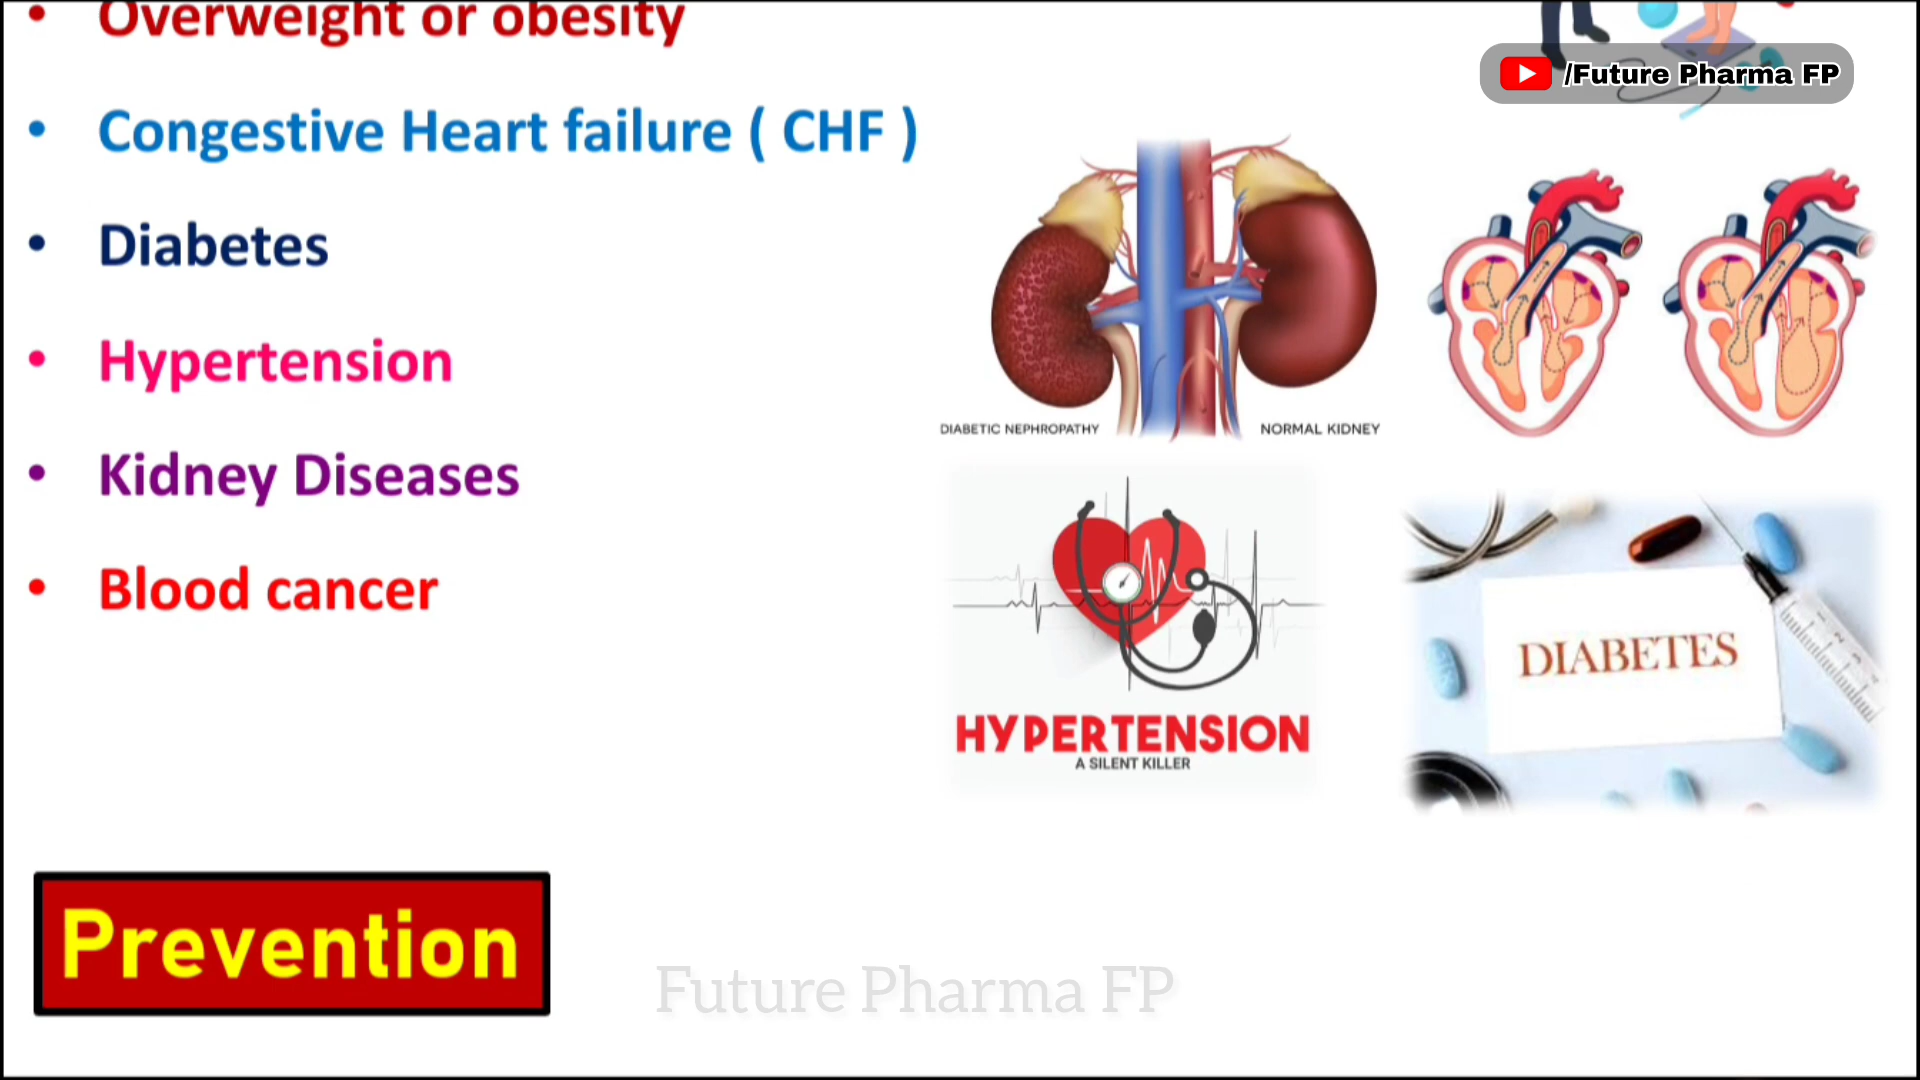 • Overweight or obesity
/Future Pharma FP
• Congestive Heart failure ( CHF )
• Diabetes
• Hypertension
• Kidney Diseases
• Blood cancer
DIABETIC NEPHROPATHY
NORMAL KIDNEY
HYPERTENSION
A SILENT KILLER
DIABETES
Prevention
Future Pharma FP